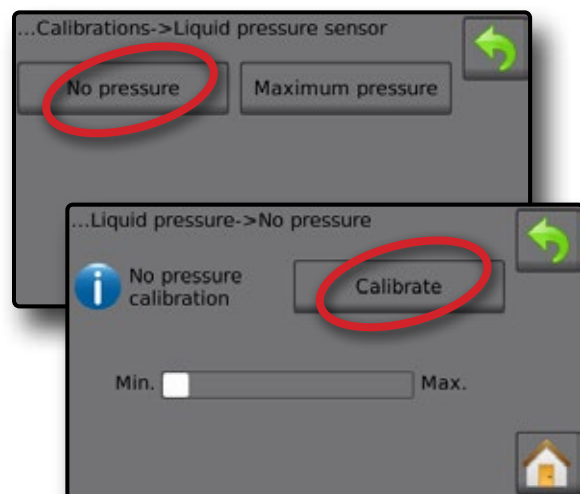 ...Calibrations->Liquid pressure sensor
No pressure Maximum pressure
...Liquid pressure->No pressure
No pressure
calibration
Calibrate
Min. Max.